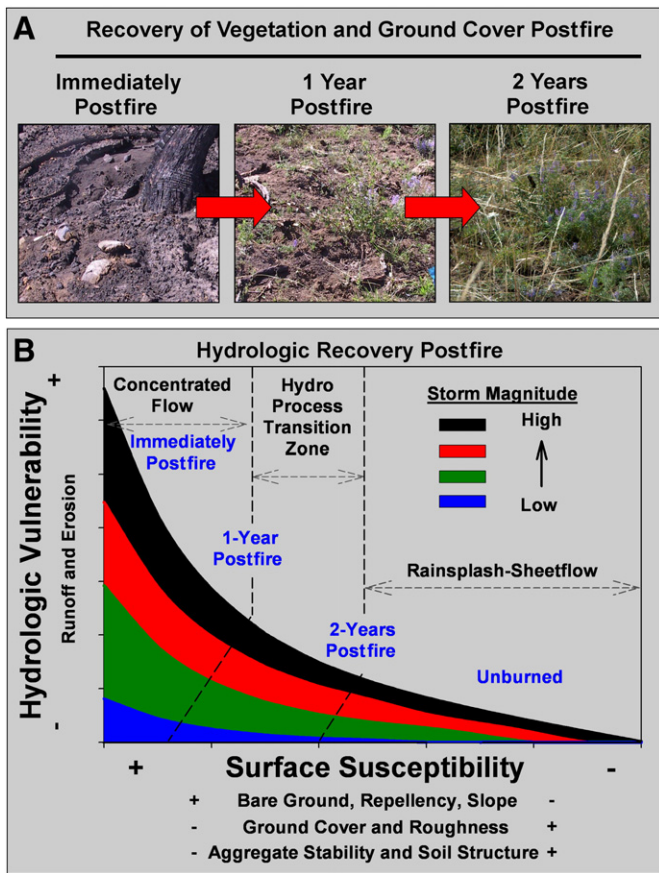 A
Recovery of Vegetation and Ground Cover Postfire
Immediately
Postfire
1 Year
Postfire
2 Years
Postfire
B
Hydrologic Recovery Postfire
Hydrologic Vulnerability
- +
Runoff and Erosion
Concentrated
Flow
Immediately
Postfire
Hydro
Process
Transition
Zone
Storm Magnitude
High
Low
1-Year
Postfire
Rainsplash-Sheetflow
2-Years
Postfire
Unburned
+ Surface Susceptibility -
+ Bare Ground, Repellency, Slope -
- Ground Cover and Roughness +
- Aggregate Stability and Soil Structure +